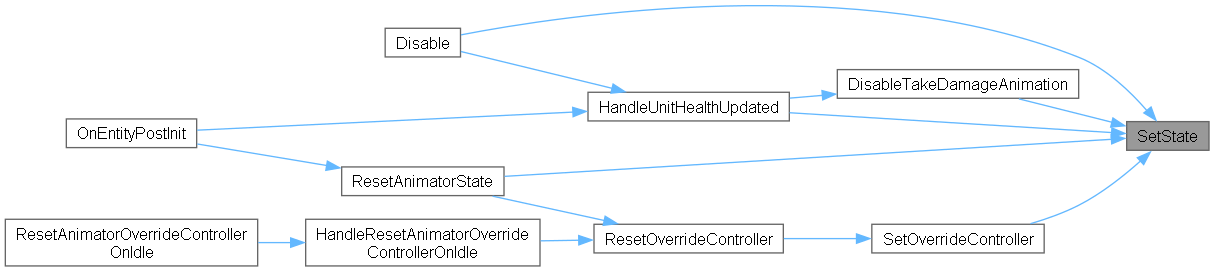 Disable
DisableTakeDamageAnimation
HandleUnitHealthUpdated
OnEntityPostInit
SetState
ResetAnimatorState
ResetAnimatorOverrideController
OnIdle
HandleResetAnimatorOverride
ControllerOnIdle
ResetOverrideController
SetOverrideController